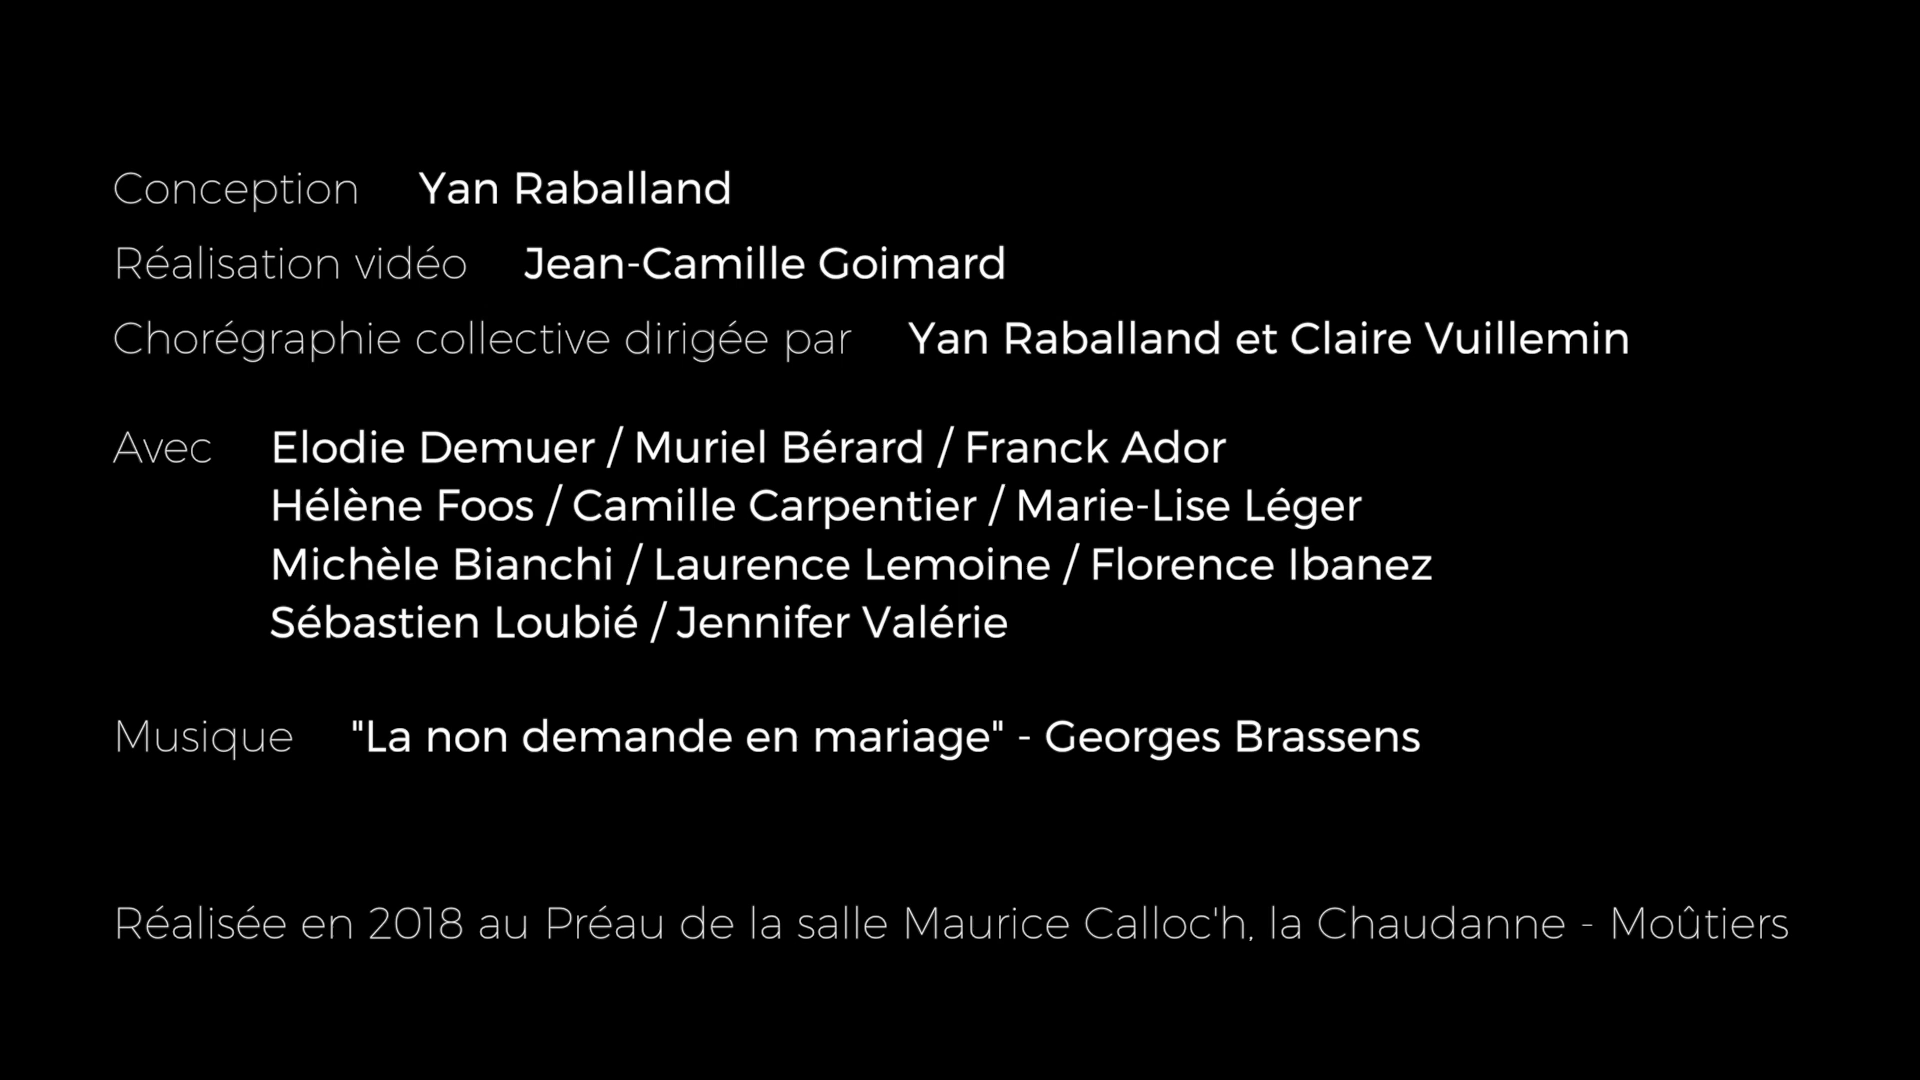 Conception Yan Raballand
Réalisation vidéo Jean-Camille Goimard
Chorégraphie collective dirigée par Yan Raballand et Claire Vuillemin
Avec Elodie Demuer / Muriel Bérard / Franck Ador
Hélène Foos / Camille Carpentier / Marie-Lise Léger
Michèle Bianchi / Laurence Lemoine / Florence Ibanez
Sébastien Loubié / Jennifer Valérie
Musique "La non demande en mariage" - Georges Brassens
Réalisée en 2018 au Préau de la salle Maurice Calloc'h, la Chaudanne - Moûtiers